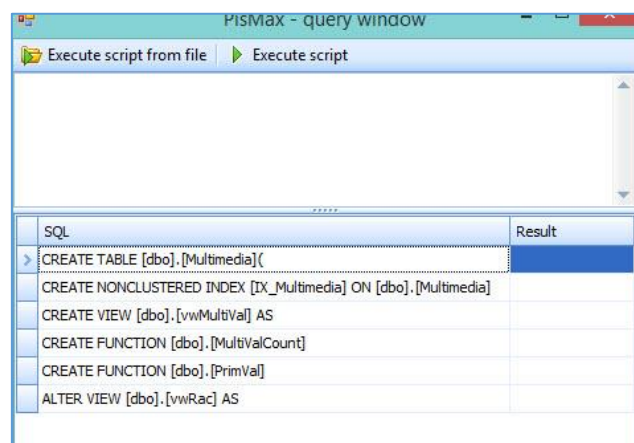 PisMax - query window
Execute script from file
Execute script
SQL
Result
CREATE TABLE [dbo].[Multimedia](
CREATE NONCLUSTERED INDEX [IX_Multimedia] ON [dbo].[Multimedia]
CREATE VIEW [dbo].[vwMultiVal] AS
CREATE FUNCTION [dbo].[MultiValCount]
CREATE FUNCTION [dbo].[PrimVal]
ALTER VIEW [dbo].[vwRac] AS